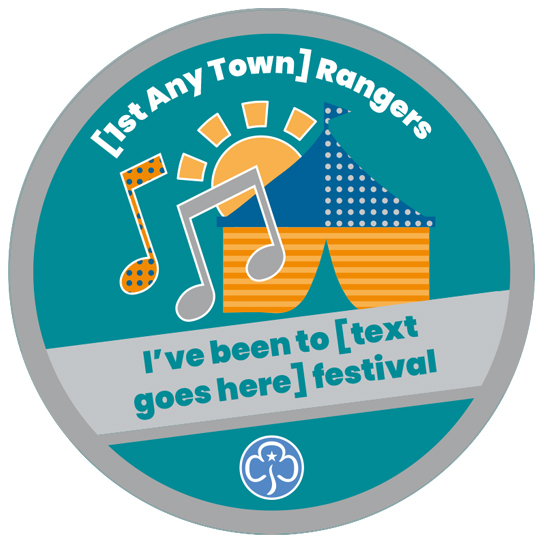 [1st Any Town] Rangers
I’ve been to [text
goes here] festival